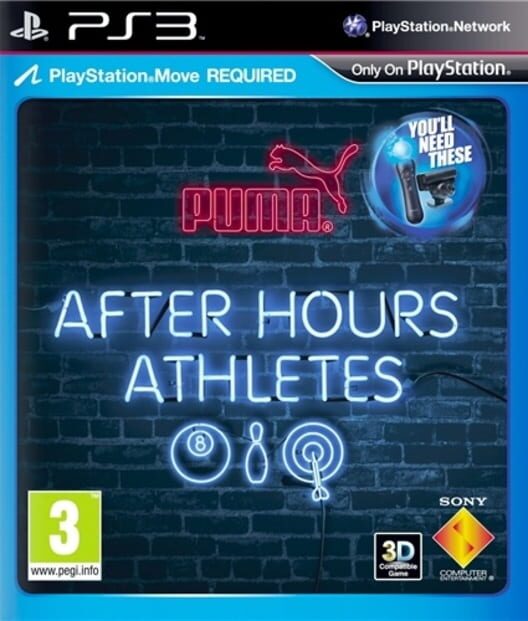 PS3™
PlayStation®Network
PlayStation®Move REQUIRED
Only On PlayStation®
YOU'LL
NEED
THESE
PUMA®
AFTER HOURS
ATHLETES
8
3
www.pegi.info
3D
Compatible
Game
SONY
COMPUTER
ENTERTAINMENT®